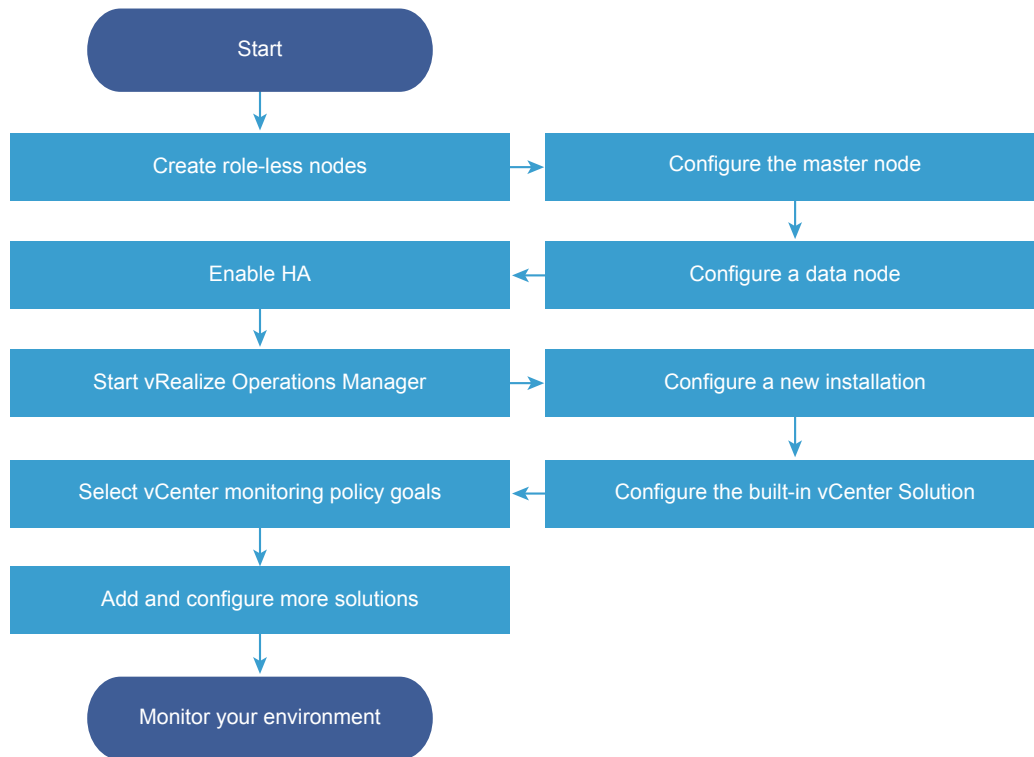 Start
Create role-less nodes
Configure the master node
Enable HA
Configure a data node
Start vRealize Operations Manager
Configure a new installation
Select vCenter monitoring policy goals
Configure the built-in vCenter Solution
Add and configure more solutions
Monitor your environment